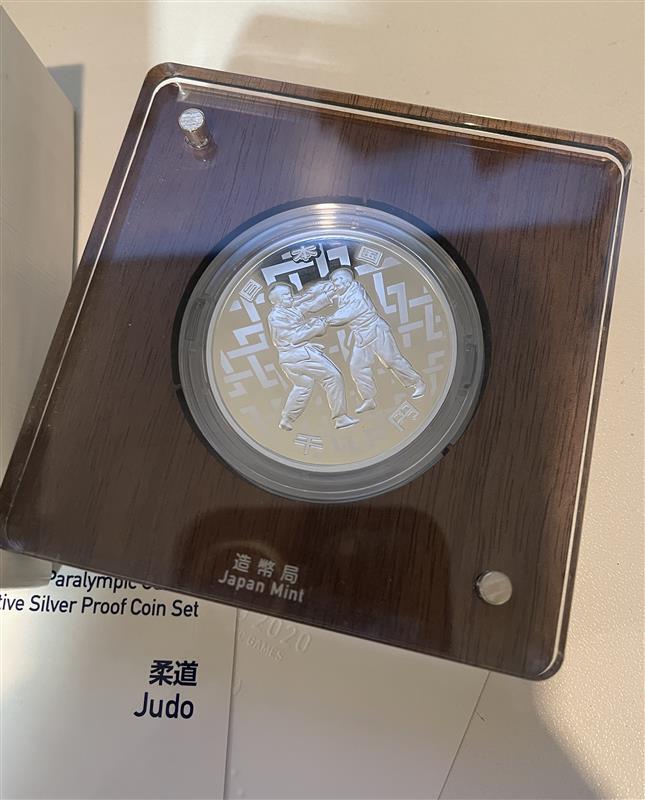 日本国
千円
造幣局
Japan Mint
Paralympic
tive Silver Proof Coin Set
柔道
Judo
2020
GAMES